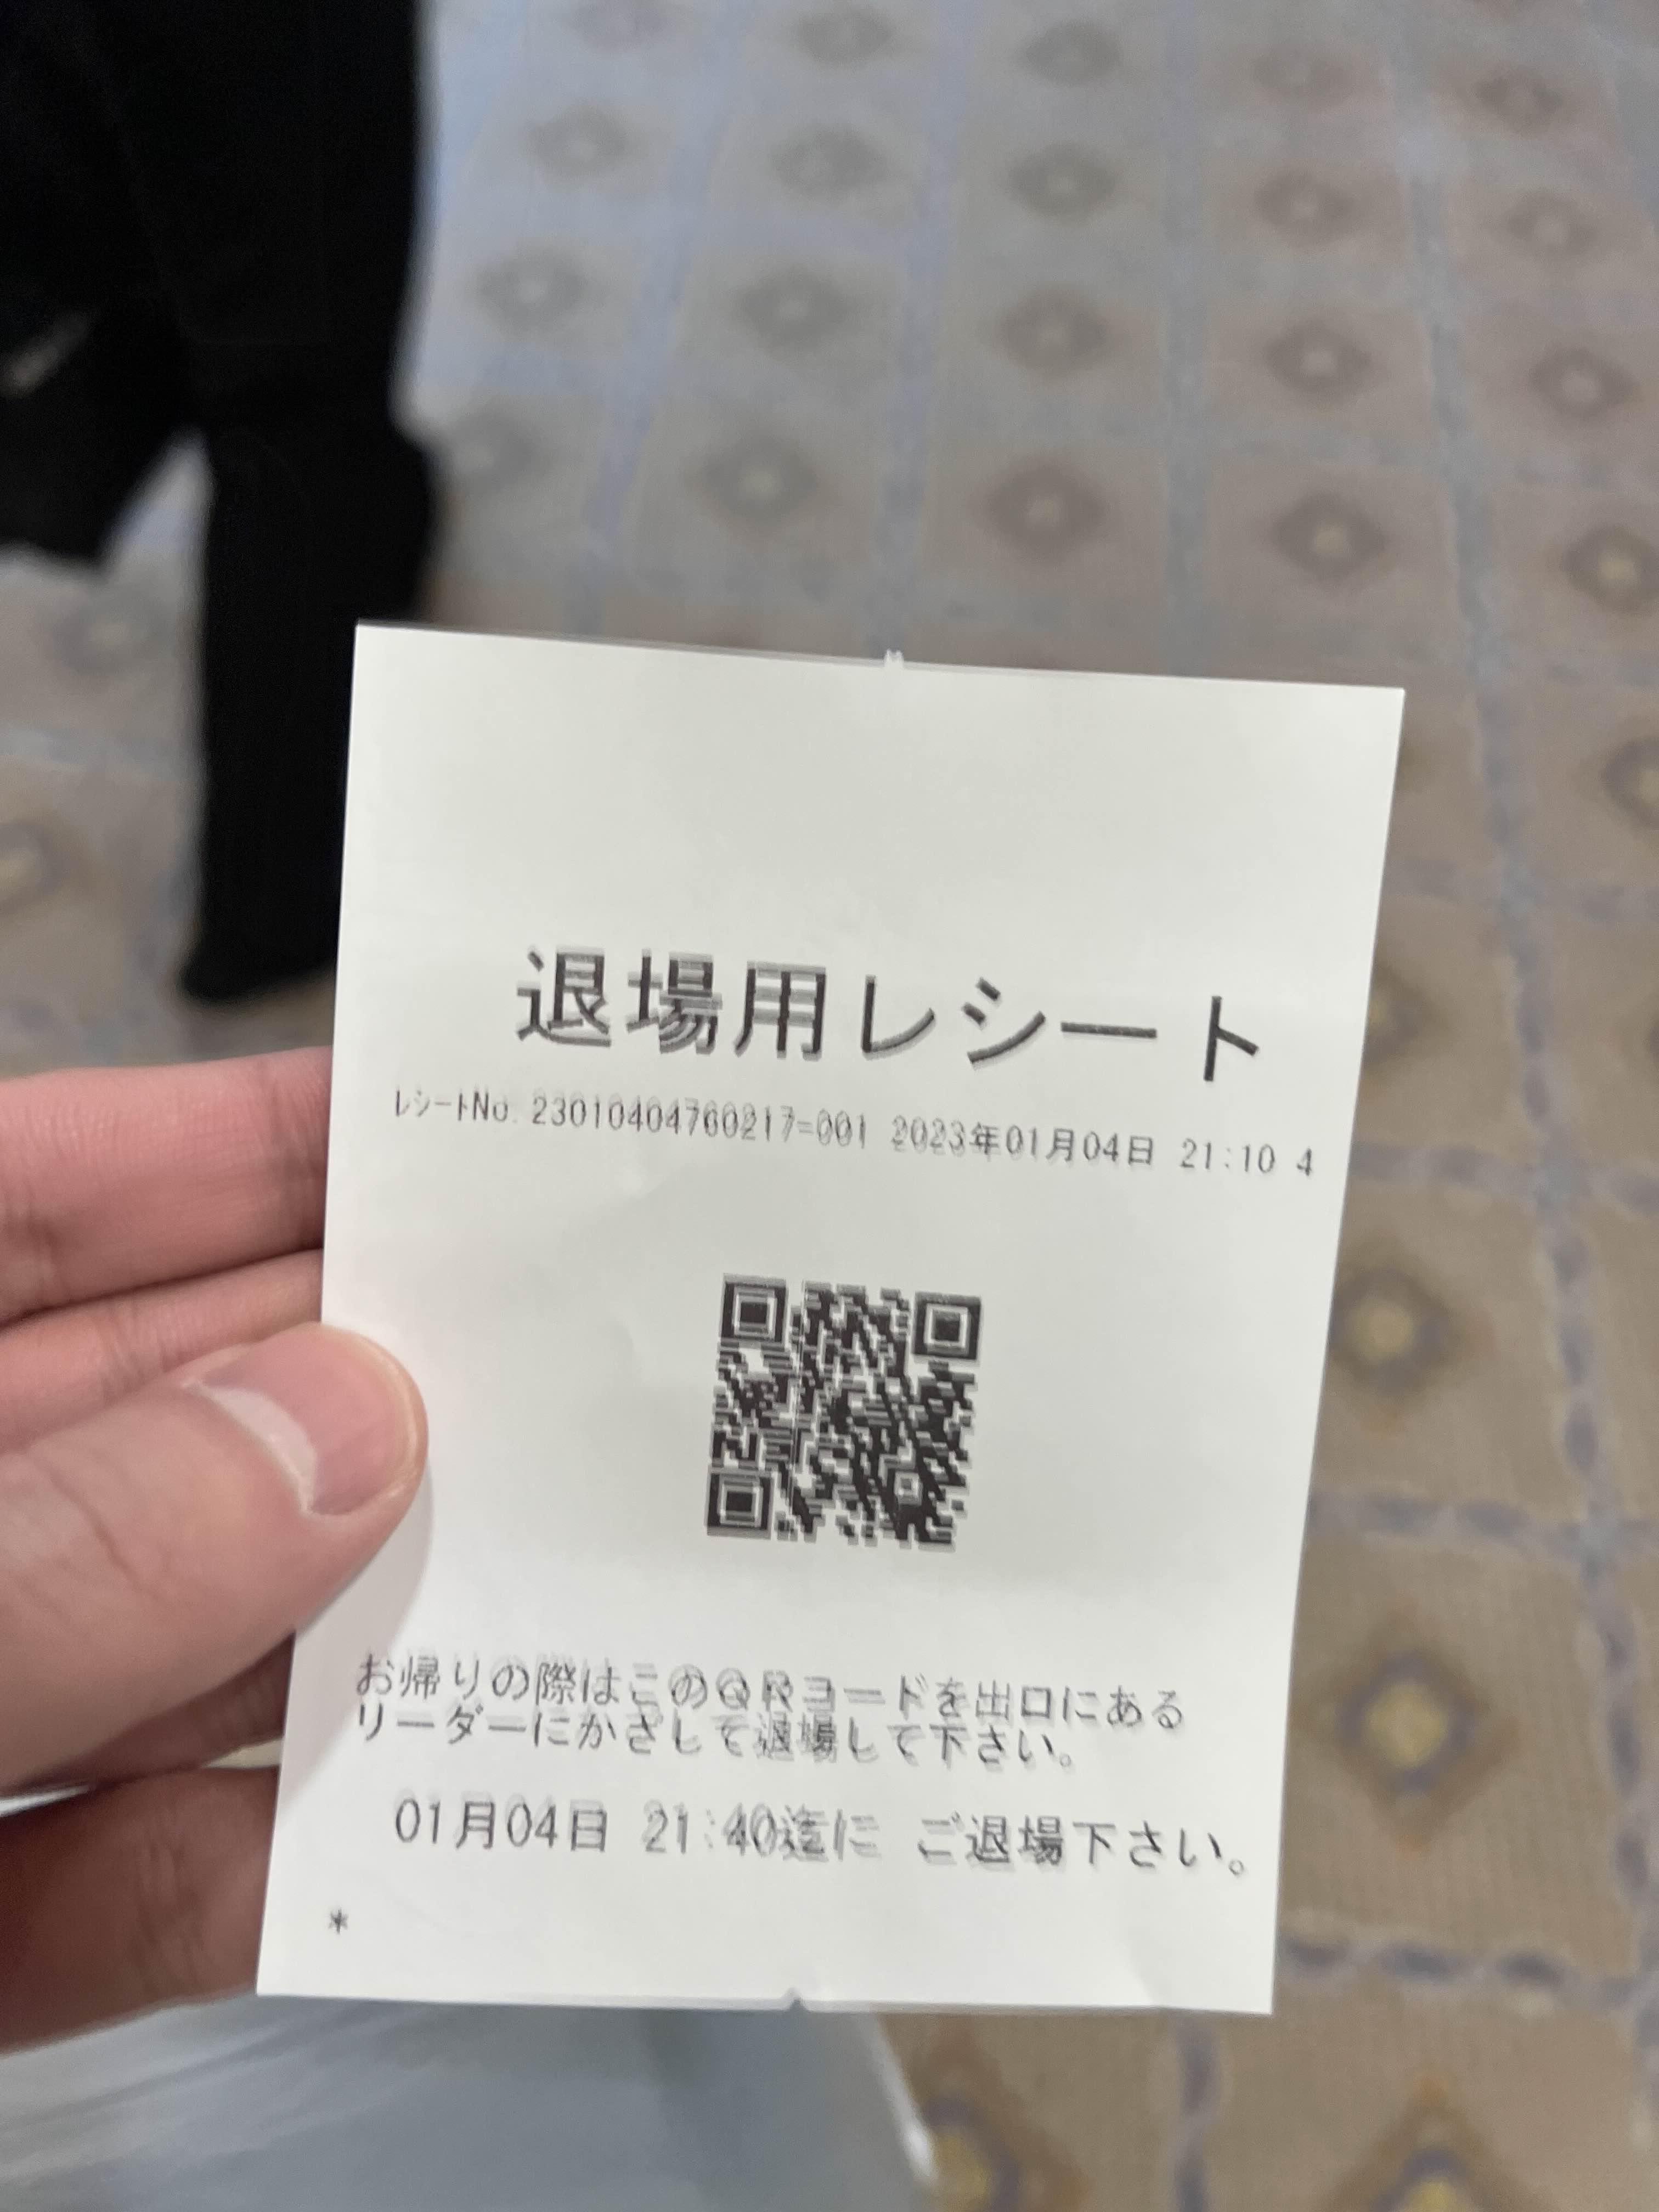 退場用レシート
ﾚｼｰﾄNo. 23010404760217-001 2023年01月04日 21:10 4
お帰りの際はこのQRコードを出口にある
リーダーにかざして退場して下さい。
01月04日 21:40迄に ご退場下さい。
*